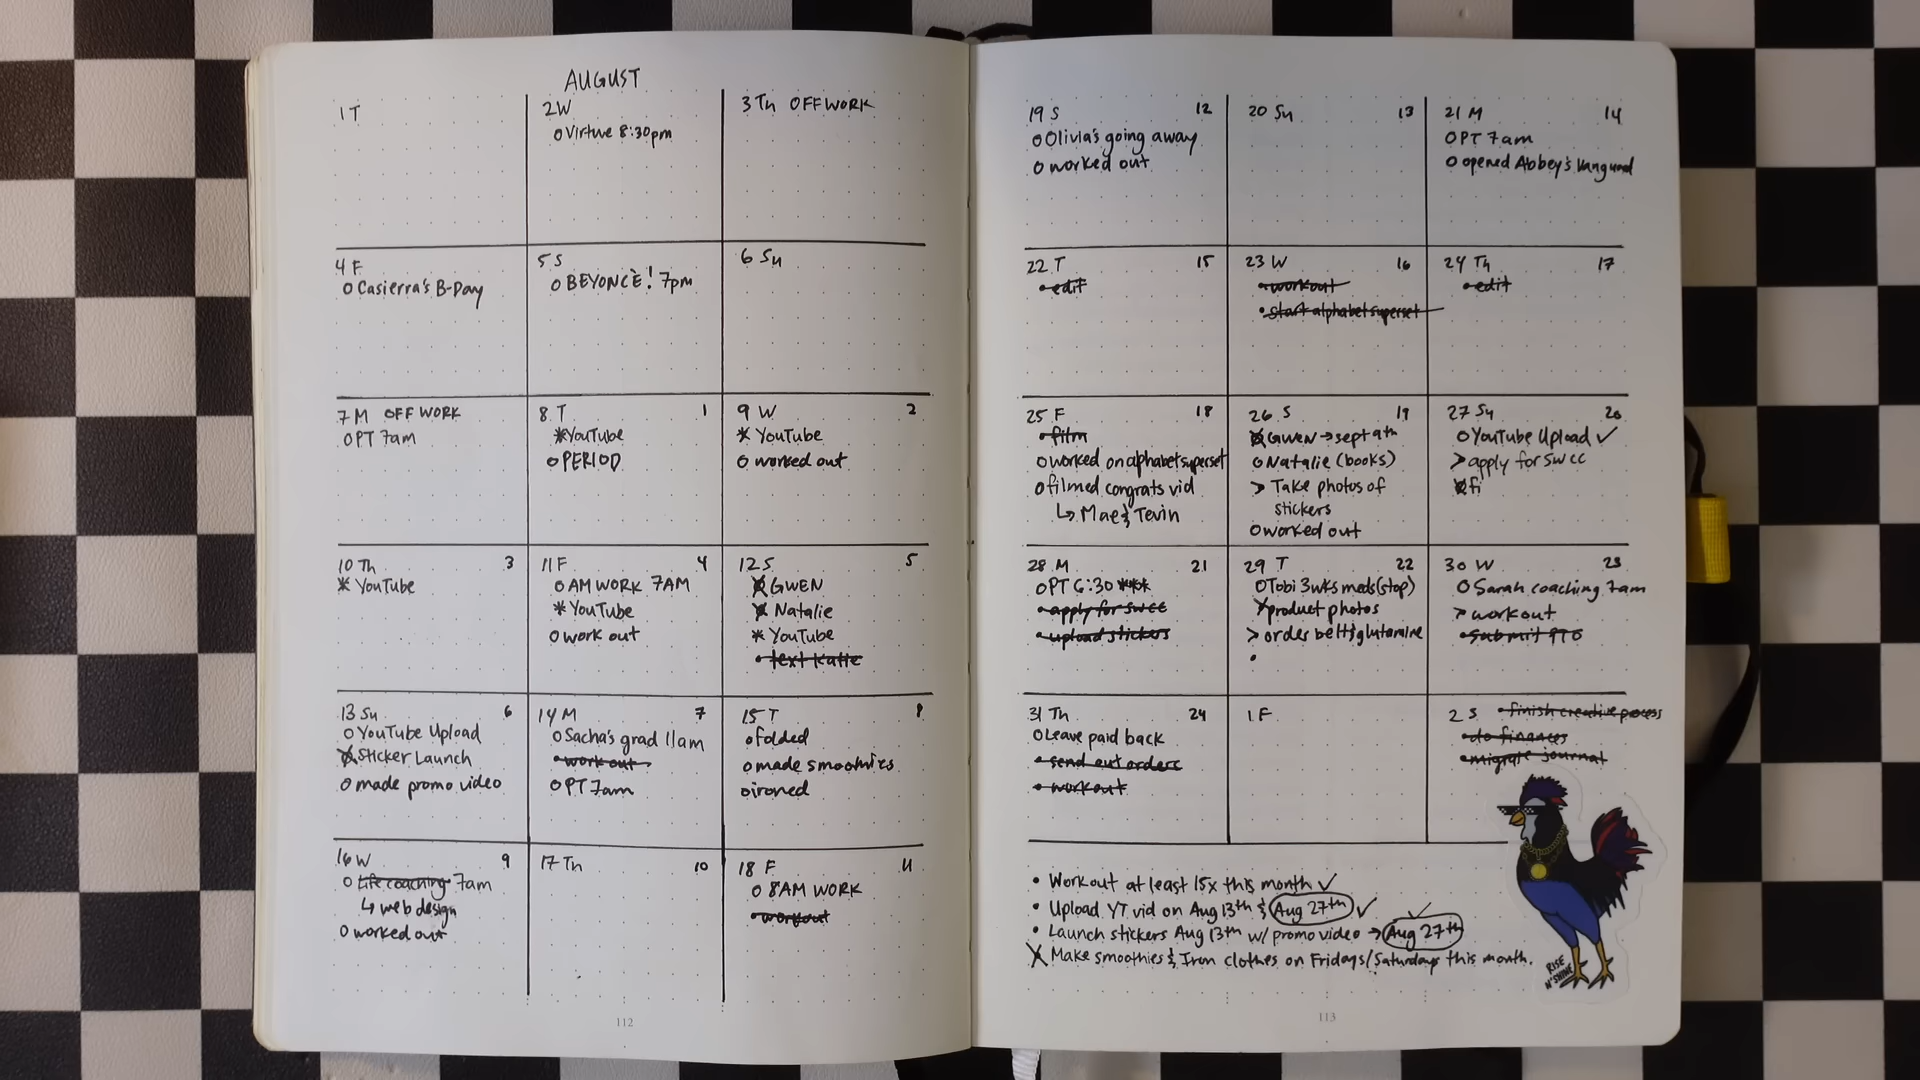 AUGUST
1 T
2 W
O Virtue 8:30pm
3 Th OFF WORK
4 F
O Casierra's B-Day
5 S
O BEYONCÉ! 7pm
6 Su
7 M OFF WORK
O PT 7am
8 T 1
* YouTube
O PERIOD
9 W 2
* YouTube
O worked out
10 Th 3
* YouTube
11 F 4
O AM WORK 7AM
* YouTube
O work out
12 S 5
X GWEN
X Natalie
* YouTube
• text Katie
13 Su 6
O YouTube Upload
X Sticker Launch
O made promo video
14 M 7
O Sacha's grad 11am
• work out
O PT 7am
15 T 8
O folded
O made smoothies
O ironed
16 W 9
O Life coaching 7am
↳ web design
O worked out
17 Th 10
18 F 11
O 8AM WORK
• workout
112
19 S 12
O Olivia's going away
O worked out
20 Su 13
21 M 14
O PT 7am
O opened Abbey's Vanguard
22 T 15
• edit
23 W 16
• workout
• start alphabet superset
24 Th 17
• edit
25 F 18
• film
O worked on alphabet superset
O filmed congrats vid
↳ Mae & Tevin
26 S 19
X GWEN → sept 9th
O Natalie (books)
> Take photos of
stickers
O worked out
27 Su 20
O YouTube Upload ✓
> apply for SWCC
X fi
28 M 21
O PT 6:30 ***
• apply for SWCC
• upload stickers
29 T 22
O Tobi 3wks meds (stop)
X product photos
> order belt & glutamine
•
30 W 23
O Sarah coaching 7am
> workout
• Submit PTO
31 Th 24
O Leave paid back
• send out orders
• workout
1 F
2 S • finish creative process
• do finances
• migrate journal
• Workout at least 15x this month ✓
• Upload YT vid on Aug 13th & Aug 27th ✓
• Launch stickers Aug 13th w/ promo video → Aug 27th ✓
X Make smoothies & Iron clothes on Fridays/Saturdays this month.
RISE
N' SHINE
113